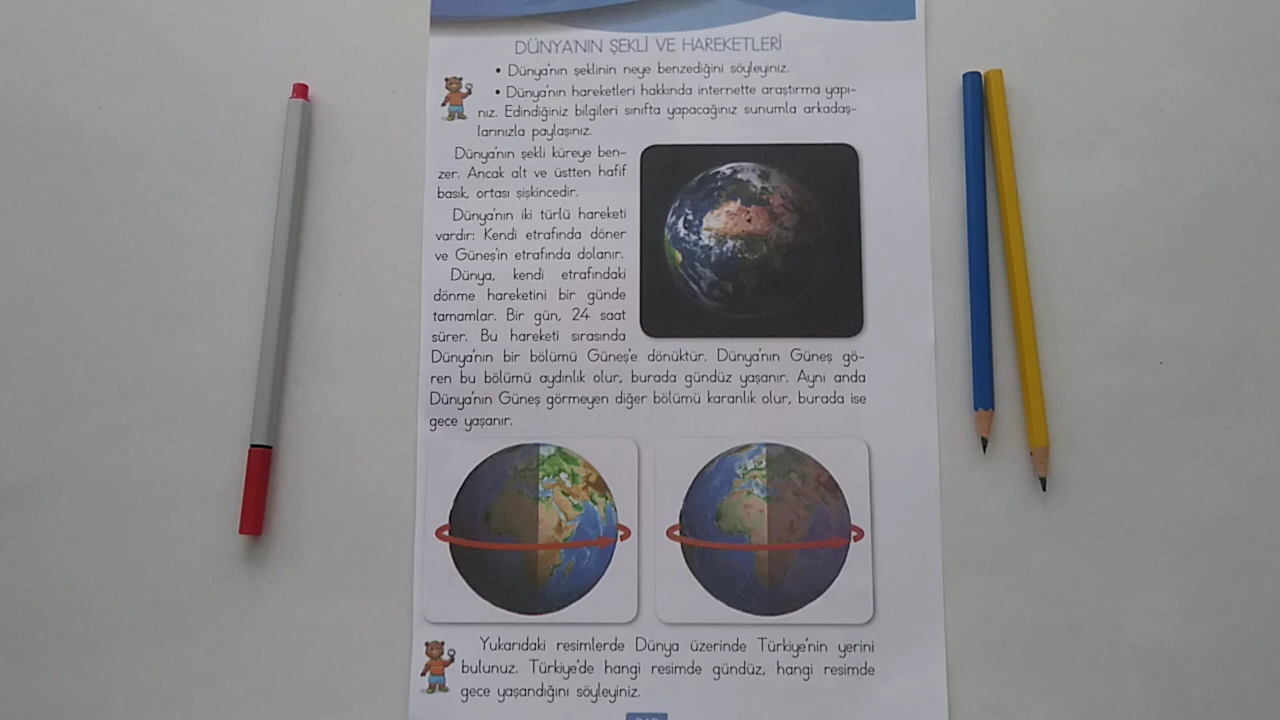 DÜNYA'NIN ŞEKLİ VE HAREKETLERİ
• Dünya'nın şeklinin neye benzediğini söyleyiniz.
• Dünya'nın hareketleri hakkında internette araştırma yapı-
nız. Edindiğiniz bilgileri sınıfta yapacağınız sunumla arkadaş-
larınızla paylaşınız.
Dünya'nın şekli küreye ben-
zer. Ancak alt ve üstten hafif
basık, ortası şişkincedir.
Dünya'nın iki türlü hareketi
vardır: Kendi etrafında döner
ve Güneş'in etrafında dolanır.
Dünya, kendi etrafındaki
dönme hareketini bir günde
tamamlar. Bir gün, 24 saat
sürer. Bu hareketi sırasında
Dünya'nın bir bölümü Güneş'e dönüktür. Dünya'nın Güneş gö-
ren bu bölümü aydınlık olur, burada gündüz yaşanır. Aynı anda
Dünya'nın Güneş görmeyen diğer bölümü karanlık olur, burada ise
gece yaşanır.
Yukarıdaki resimlerde Dünya üzerinde Türkiye'nin yerini
bulunuz. Türkiye'de hangi resimde gündüz, hangi resimde
gece yaşandığını söyleyiniz.